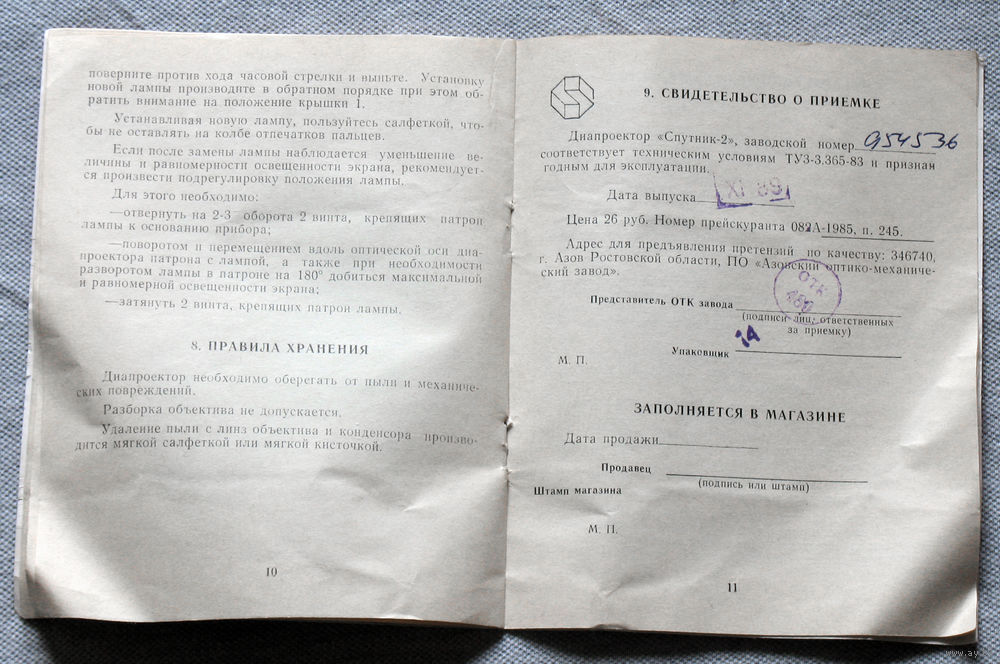 поверните против хода часовой стрелки и выньте. Установку
новой лампы производите в обратном порядке при этом об-
ратить внимание на положение крышки 1.
Устанавливая новую лампу, пользуйтесь салфеткой, что-
бы не оставлять на колбе отпечатков пальцев.
Если после замены лампы наблюдается уменьшение ве-
личины и равномерности освещенности экрана, рекомендует-
ся произвести подрегулировку положения лампы.
Для этого необходимо:
—отвернуть на 2-3 оборота 2 винта, крепящих патрон
лампы к основанию прибора;
—поворотом и перемещением вдоль оптической оси диа-
проектора патрона с лампой, а также при необходимости
разворотом лампы в патроне на 180° добиться максимальной
и равномерной освещенности экрана;
—затянуть 2 винта, крепящих патрон лампы.
8. ПРАВИЛА ХРАНЕНИЯ
Диапроектор необходимо оберегать от пыли и механиче-
ских повреждений.
Разборка объектива не допускается.
Удаление пыли с линз объектива и конденсора произво-
дится мягкой салфеткой или мягкой кисточкой.
10
9. СВИДЕТЕЛЬСТВО О ПРИЕМКЕ
Диапроектор «Спутник-2», заводской номер 954536
соответствует техническим условиям ТУЗ-3.365-83 и признан
годным для эксплуатации.
Дата выпуска XI 89
Цена 26 руб. Номер прейскуранта 082А-1985, п. 245.
Адрес для предъявления претензий по качеству: 346740,
г. Азов Ростовской области, ПО «Азовский оптико-механиче-
ский завод».
Представитель ОТК завода
ОТК
(подписи лиц, ответственных
за приемку)
Упаковщик 24
М. П.
ЗАПОЛНЯЕТСЯ В МАГАЗИНЕ
Дата продажи
Продавец
(подпись или штамп)
Штамп магазина
М. П.
11